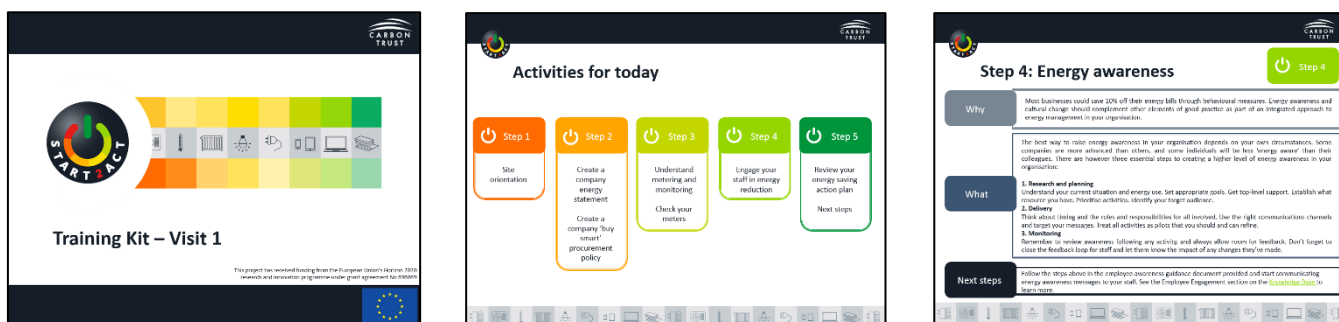 CARBON
TRUST
START2ACT
Training Kit – Visit 1
This project has received funding from the European Union's Horizon 2020
research and innovation programme under grant agreement No 696069
CARBON
TRUST
START2ACT
Activities for today
Step 1
Site
orientation
Step 2
Create a
company
energy
statement
Create a
company 'buy
smart'
procurement
policy
Step 3
Understand
metering and
monitoring
Check your
meters
Step 4
Engage your
staff in energy
reduction
Step 5
Review your
energy saving
action plan
Next steps
CARBON
TRUST
START2ACT
Step 4: Energy awareness
Step 4
Why
Most businesses could save 10% off their energy bills through behavioural measures. Energy awareness and
cultural change should complement other elements of good practice as part of an integrated approach to
energy management in your organisation.
What
The best way to raise energy awareness in your organisation depends on your own circumstances. Some
companies are more advanced than others, and some individuals will be less 'energy aware' than their
colleagues. There are however three essential steps to creating a higher level of energy awareness in your
organisation:
1. Research and planning
Understand your current situation and energy use. Set appropriate goals. Get top-level support. Establish what
resource you have. Prioritise activities. Identify your target audience.
2. Delivery
Think about timing and the roles and responsibilities for all involved. Use the right communications channels
and target your messages. Treat all activities as pilots that you should and can refine.
3. Monitoring
Remember to review awareness following any activity, and always allow room for feedback. Don't forget to
close the feedback loop for staff and let them know the impact of any changes they've made.
Next steps
Follow the steps above in the employee awareness guidance document provided and start communicating
energy awareness messages to your staff. See the Employee Engagement section on the Knowledge Base to
learn more.